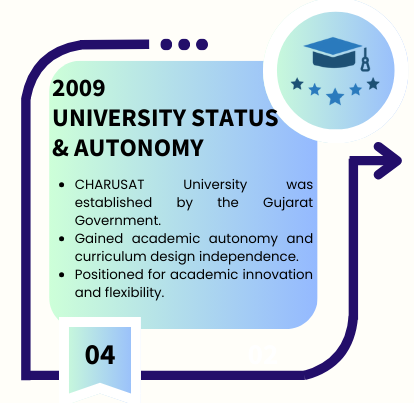 2009
UNIVERSITY STATUS
& AUTONOMY
• CHARUSAT University was
established by the Gujarat
Government.
• Gained academic autonomy and
curriculum design independence.
• Positioned for academic innovation
and flexibility.
04